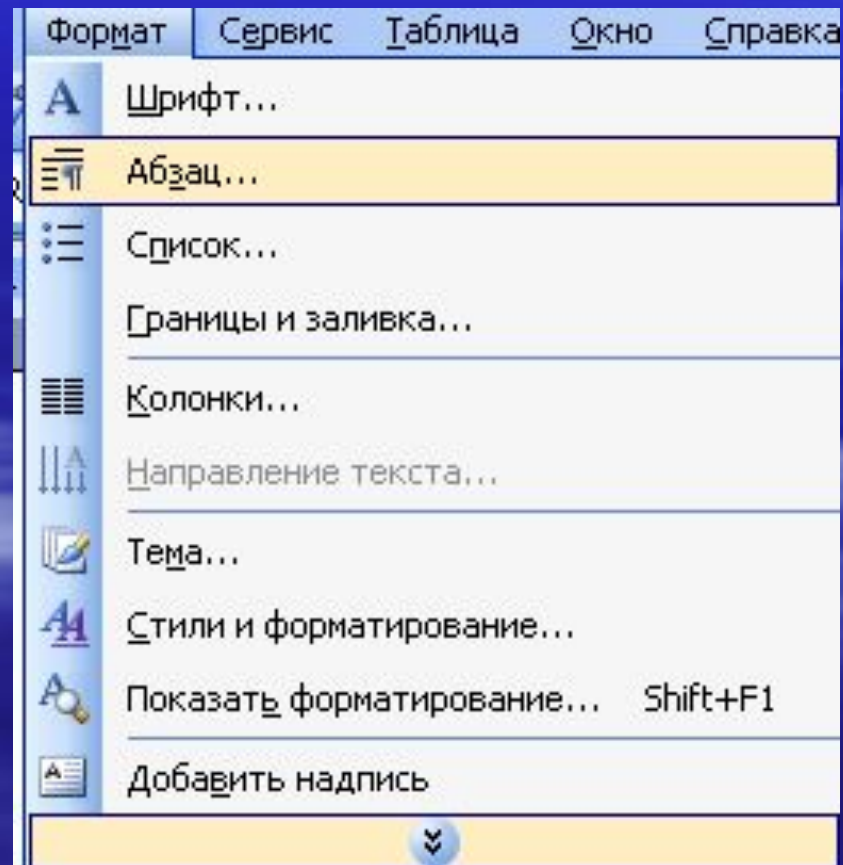 Формат Сервис Таблица Окно Справка
Шрифт...
Абзац...
Список...
Границы и заливка...
Колонки...
Направление текста...
Тема...
Стили и форматирование...
Показать форматирование... Shift+F1
Добавить надпись